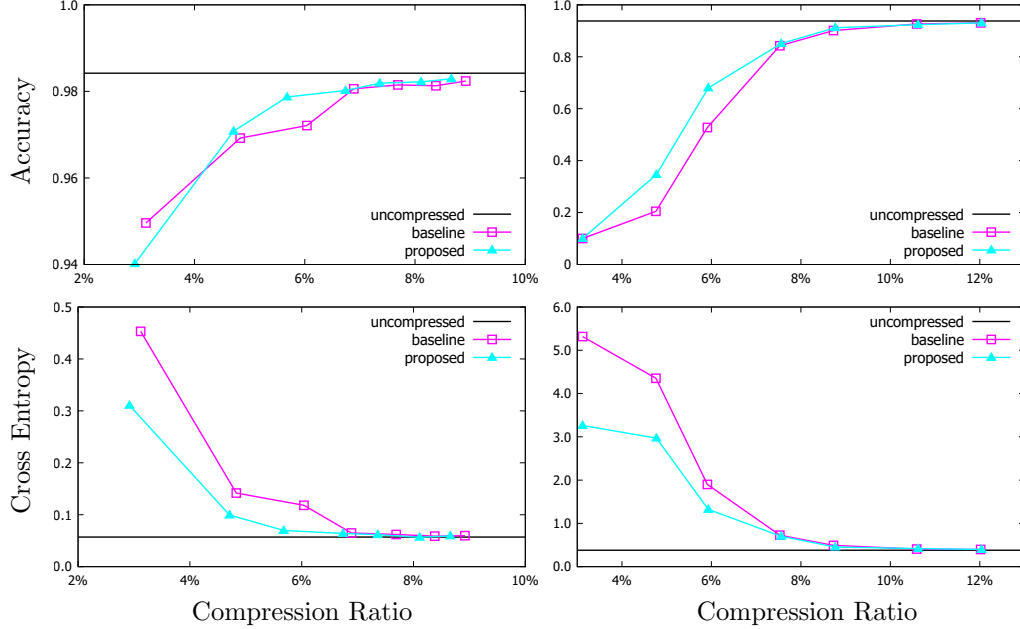 Accuracy
1.00
0.98
0.96
0.94
2%
4%
6%
8%
10%
uncompressed
baseline
proposed
1.0
0.8
0.6
0.4
0.2
0
4%
6%
8%
10%
12%
uncompressed
baseline
proposed
Cross Entropy
0.5
0.4
0.3
0.2
0.1
0.0
2%
4%
6%
8%
10%
uncompressed
baseline
proposed
Compression Ratio
6.0
5.0
4.0
3.0
2.0
1.0
0.0
4%
6%
8%
10%
12%
uncompressed
baseline
proposed
Compression Ratio